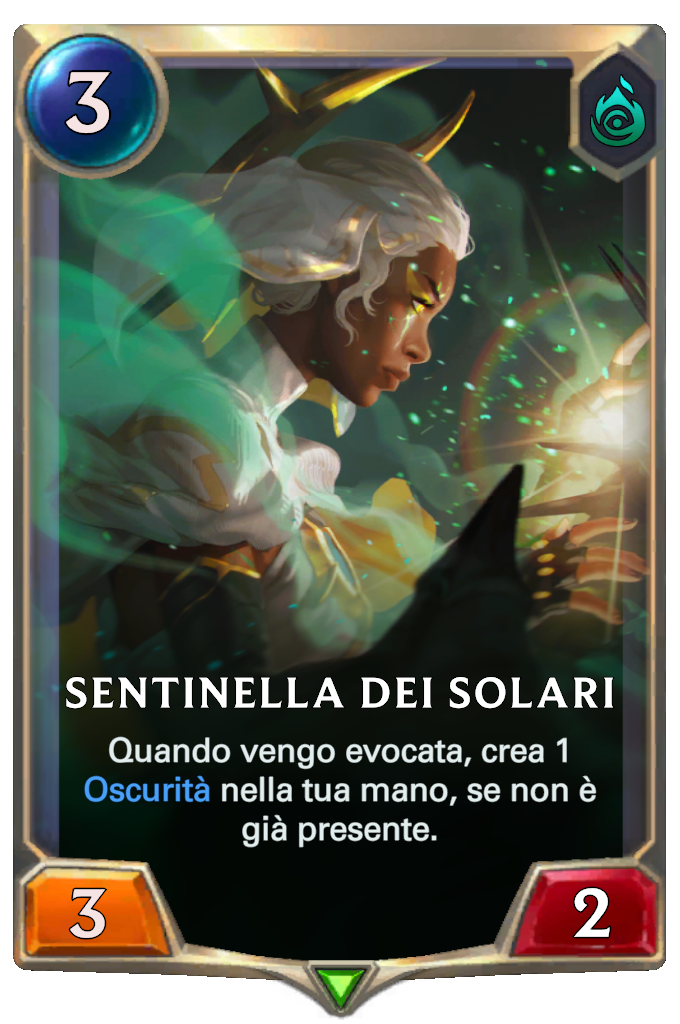 3
SENTINELLA DEI SOLARI
Quando vengo evocata, crea 1
Oscurità nella tua mano, se non è
già presente.
3
2